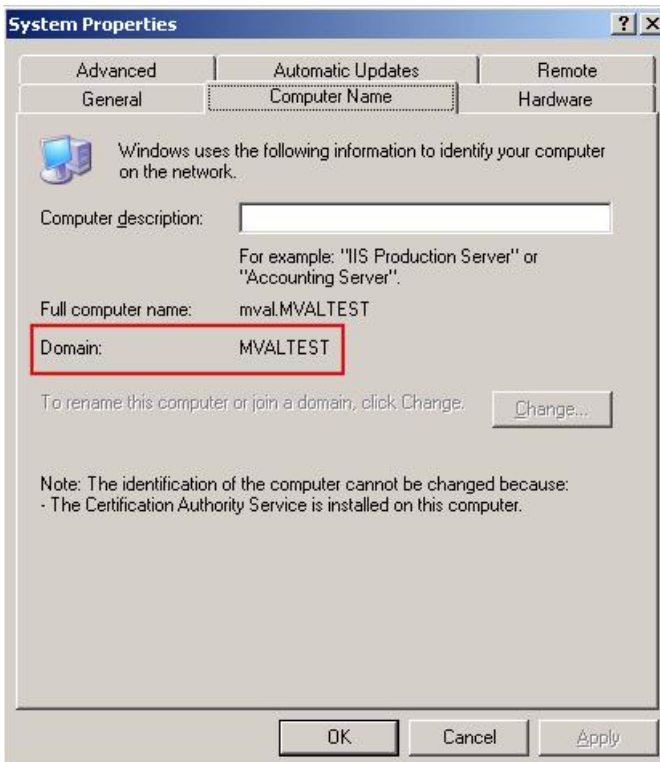 System Properties
Advanced
Automatic Updates
Remote
General
Computer Name
Hardware
Windows uses the following information to identify your computer
on the network.
Computer description:
For example: "IIS Production Server" or
"Accounting Server".
Full computer name: mval.MVALTEST
Domain: MVALTEST
To rename this computer or join a domain, click Change.
Change...
Note: The identification of the computer cannot be changed because:
- The Certification Authority Service is installed on this computer.
OK
Cancel
Apply